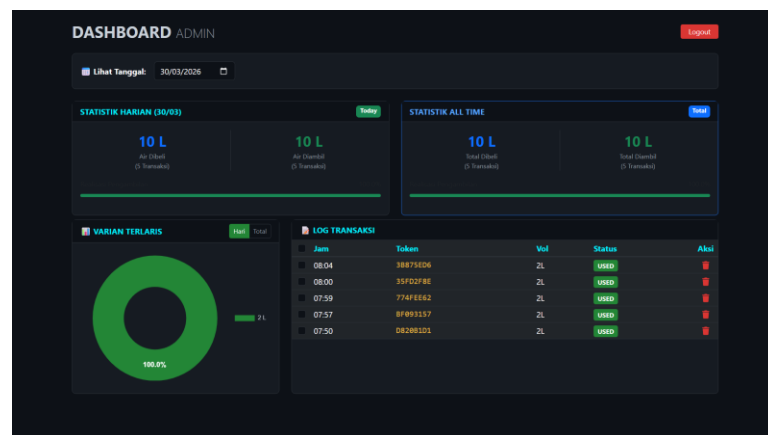 DASHBOARD ADMIN
Logout
Lihat Tanggal: 30/03/2026
STATISTIK HARIAN (30/03) Today
10 L 10 L
Air Dibeli Air Diambil
(5 Transaksi) (5 Transaksi)
STATISTIK ALL TIME Total
10 L 10 L
Total Dibeli Total Diambil
(5 Transaksi) (5 Transaksi)
VARIAN TERLARIS Hari Total
2 L
100.0%
LOG TRANSAKSI
Jam Token Vol Status Aksi
08:04 3B875ED6 2L USED
08:00 35FD2F8E 2L USED
07:59 774FEE62 2L USED
07:57 BF093157 2L USED
07:50 D82081D1 2L USED